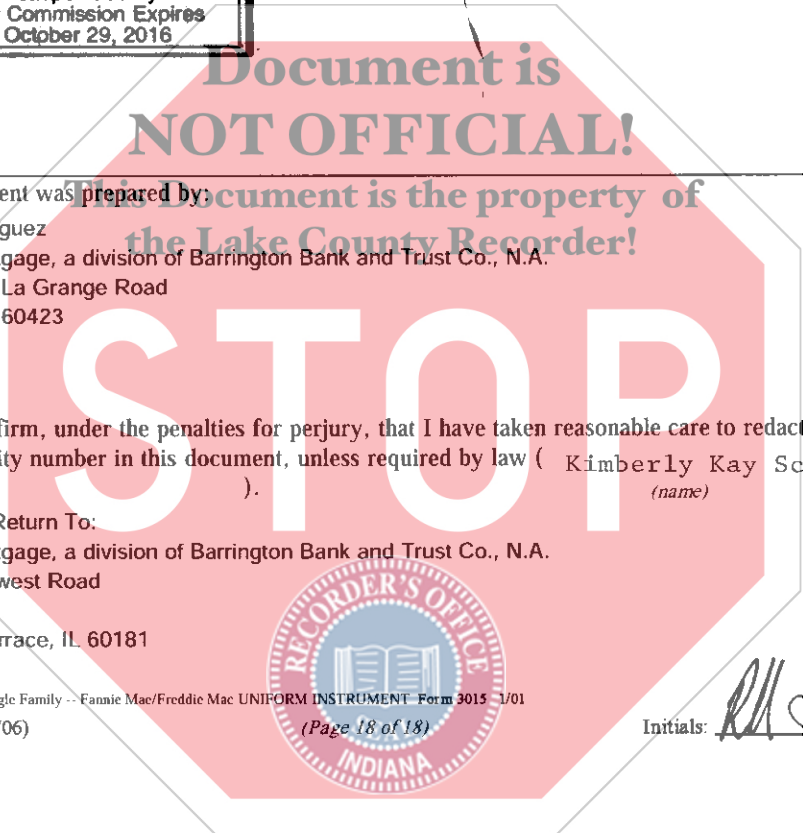 Commission Expires
October 29, 2016
Document is
NOT OFFICIAL!
This Document is the property of
the Lake County Recorder!
ent was prepared by:
guez
gage, a division of Barrington Bank and Trust Co., N.A.
La Grange Road
60423
STOP
firm, under the penalties for perjury, that I have taken reasonable care to redact
ity number in this document, unless required by law ( Kimberly Kay Sc
). (name)
Return To:
tgage, a division of Barrington Bank and Trust Co., N.A.
west Road
rrace, IL 60181
RECORDER'S OFFICE
gle Family -- Fannie Mae/Freddie Mac UNIFORM INSTRUMENT Form 3015 1/01
/06) (Page 18 of 18) Initials:
SEAL
INDIANA